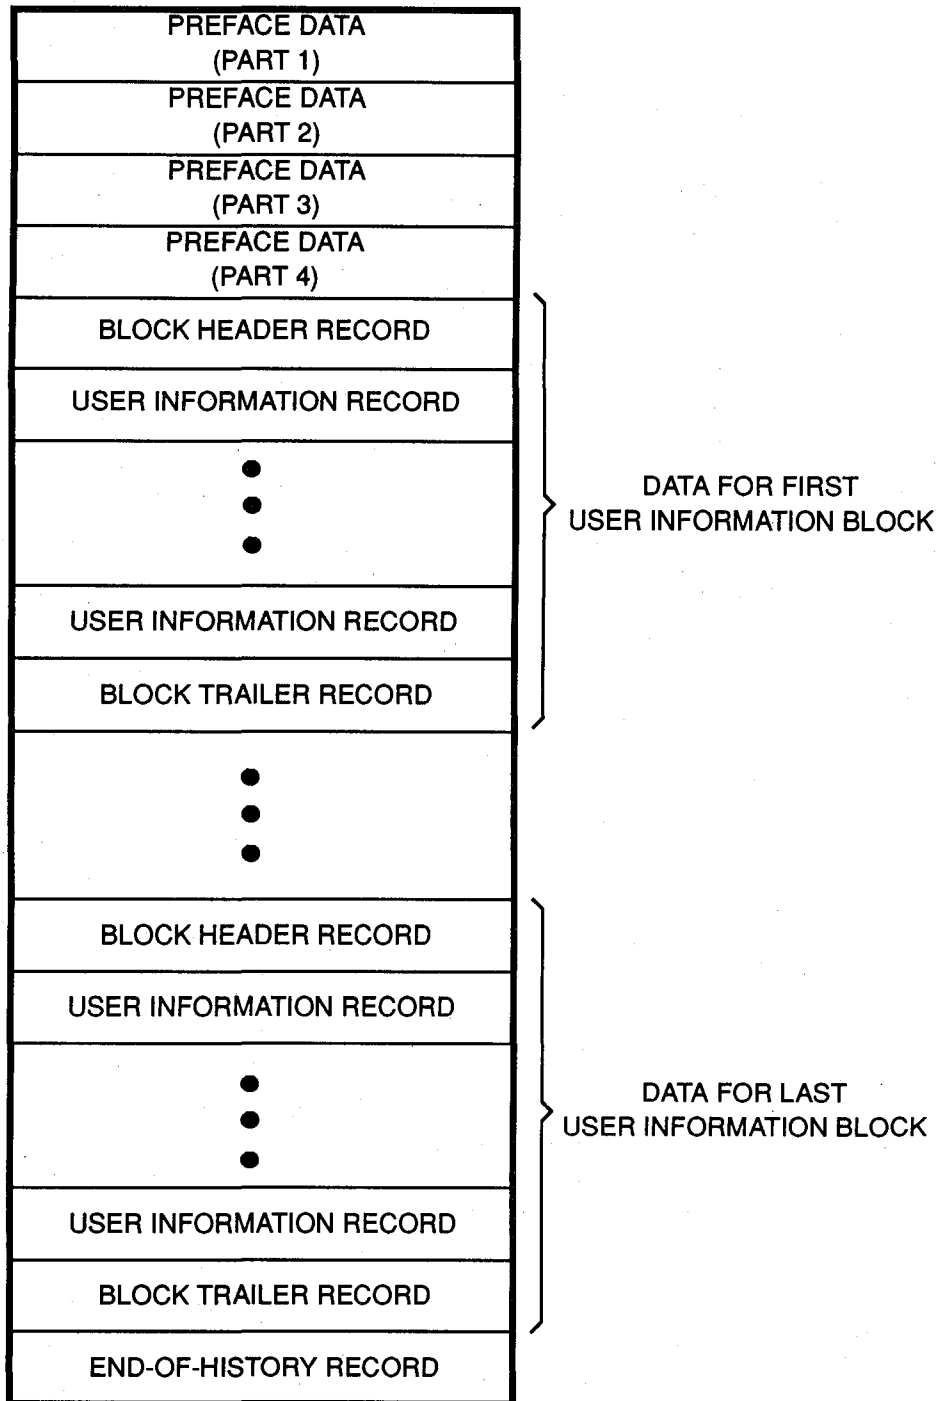 PREFACE DATA
(PART 1)
PREFACE DATA
(PART 2)
PREFACE DATA
(PART 3)
PREFACE DATA
(PART 4)
BLOCK HEADER RECORD
USER INFORMATION RECORD
DATA FOR FIRST
USER INFORMATION BLOCK
USER INFORMATION RECORD
BLOCK TRAILER RECORD
BLOCK HEADER RECORD
USER INFORMATION RECORD
DATA FOR LAST
USER INFORMATION BLOCK
USER INFORMATION RECORD
BLOCK TRAILER RECORD
END-OF-HISTORY RECORD